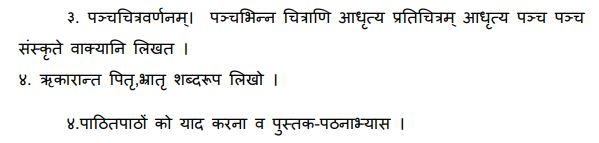 ३. पञ्चचित्रवर्णनम्। पञ्चभिन्न चित्राणि आधृत्य प्रतिचित्रम् आधृत्य पञ्च पञ्च
संस्कृते वाक्यानि लिखत ।
४. ऋकारान्त पितृ,भ्रातृ शब्दरूप लिखो ।
४.पाठितपाठों को याद करना व पुस्तक-पठनाभ्यास ।